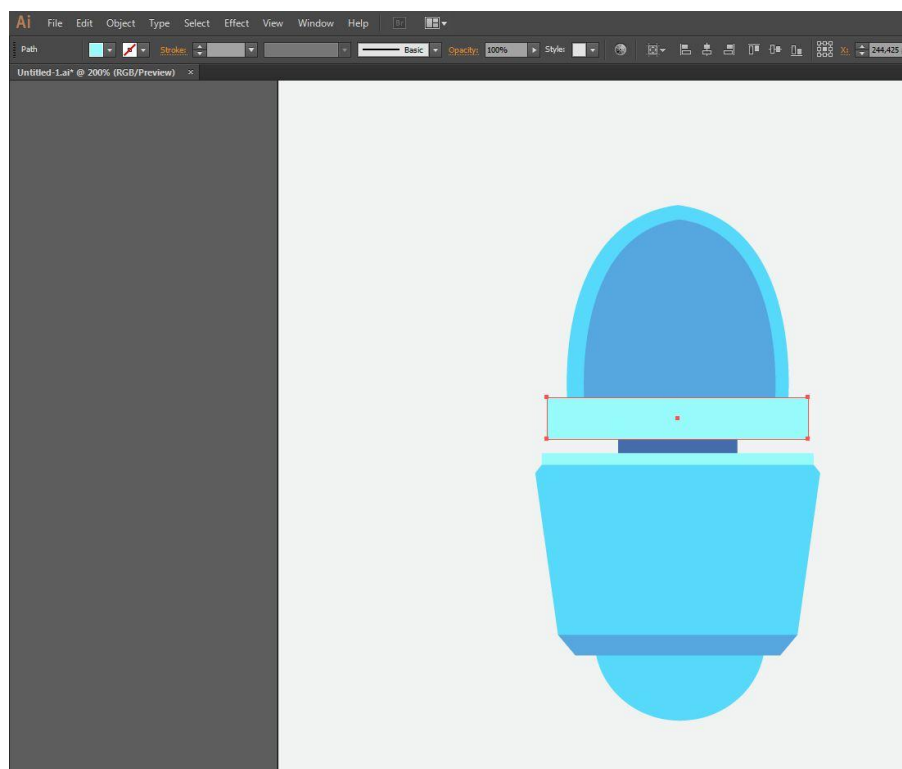 Ai File Edit Object Type Select Effect View Window Help Br
Path Stroke: Basic Opacity: 100% Style: X: 244,425
Untitled-1.ai* @ 200% (RGB/Preview) ×